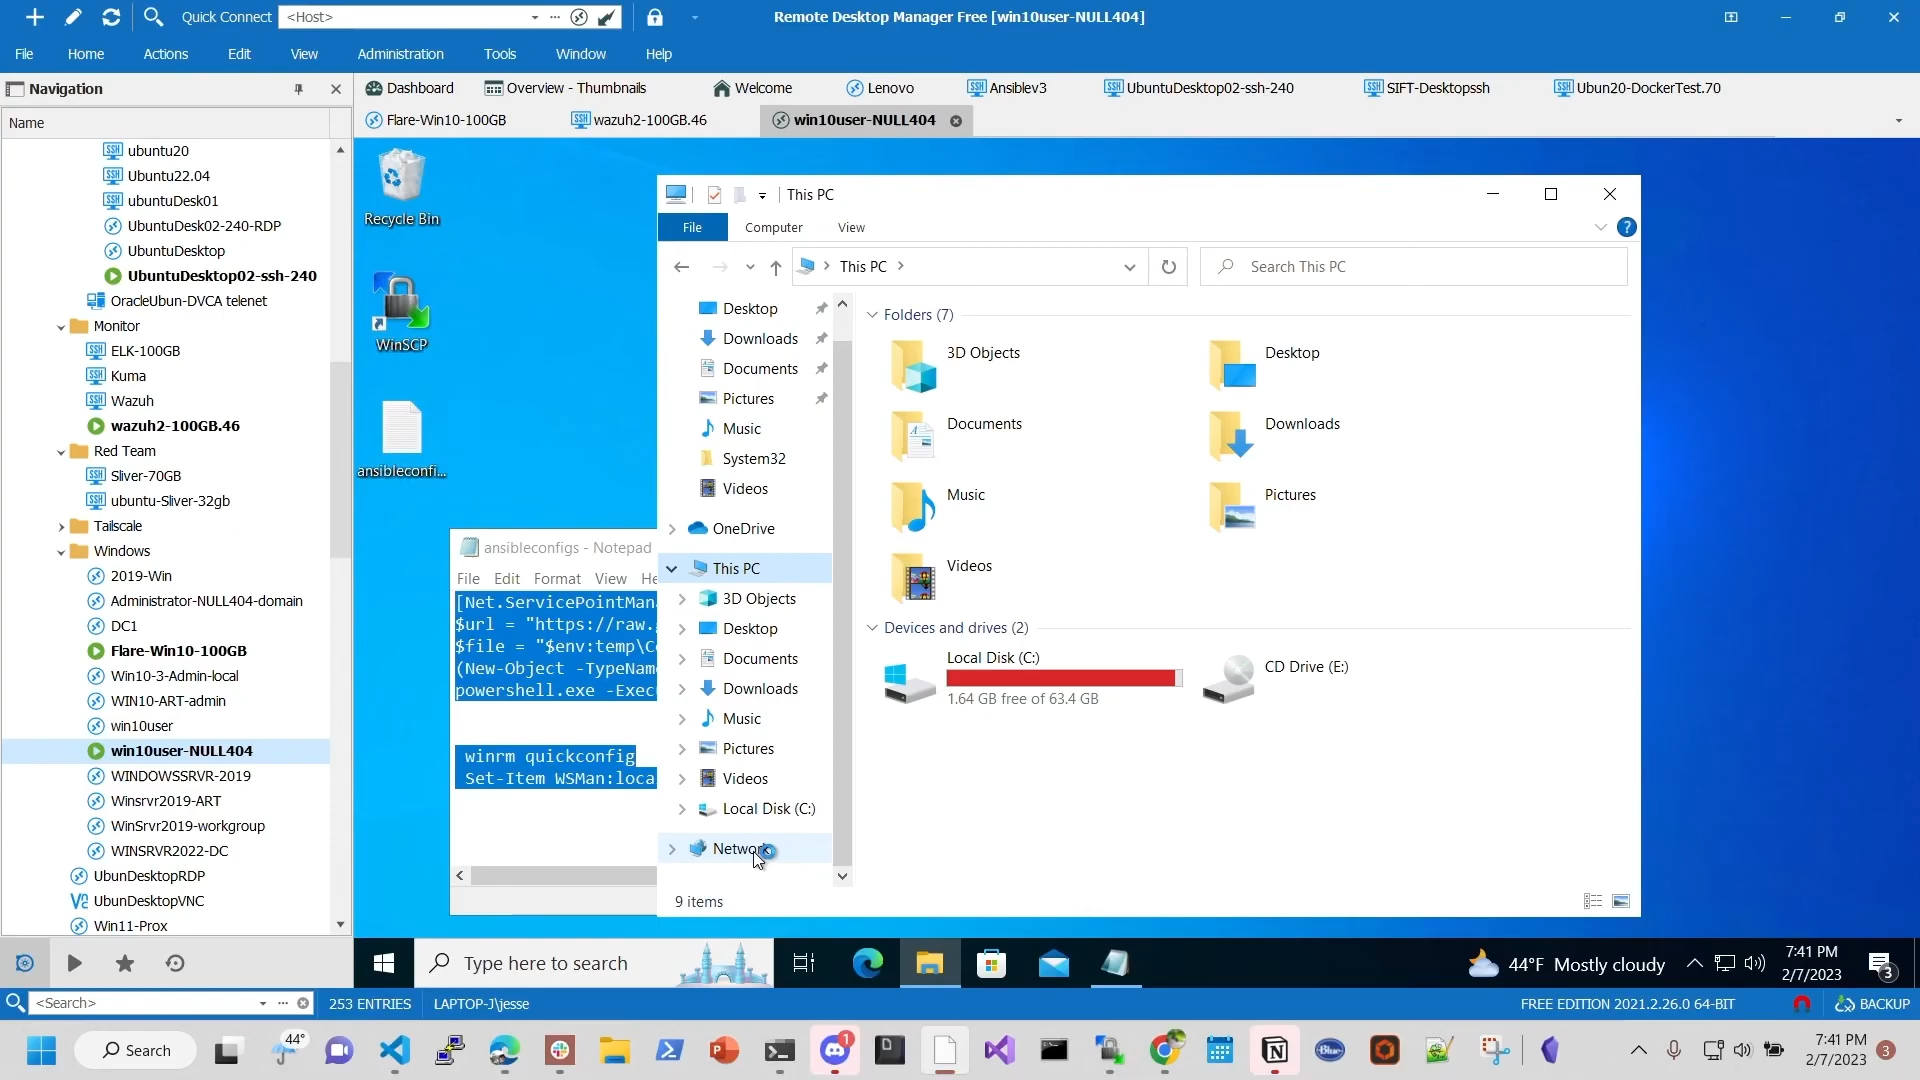 Quick Connect
<Host>
Remote Desktop Manager Free [win10user-NULL404]
File
Home
Actions
Edit
View
Administration
Tools
Window
Help
Navigation
Name
ubuntu20
Ubuntu22.04
ubuntuDesk01
UbuntuDesk02-240-RDP
UbuntuDesktop
UbuntuDesktop02-ssh-240
OracleUbun-DVCA telenet
Monitor
ELK-100GB
Kuma
Wazuh
wazuh2-100GB.46
Red Team
Sliver-70GB
ubuntu-Sliver-32gb
Tailscale
Windows
2019-Win
Administrator-NULL404-domain
DC1
Flare-Win10-100GB
Win10-3-Admin-local
WIN10-ART-admin
win10user
win10user-NULL404
WINDOWSSRVR-2019
Winsrvr2019-ART
WinSrvr2019-workgroup
WINSRVR2022-DC
UbunDesktopRDP
UbunDesktopVNC
Win11-Prox
Dashboard
Overview - Thumbnails
Welcome
Lenovo
Ansiblev3
UbuntuDesktop02-ssh-240
SIFT-Desktopssh
Ubun20-DockerTest.70
Flare-Win10-100GB
wazuh2-100GB.46
win10user-NULL404
Recycle Bin
WinSCP
ansibleconfi...
ansibleconfigs - Notepad
File
Edit
Format
View
He
[Net.ServicePointMana
$url = "https://raw.
$file = "$env:temp\C
(New-Object -TypeName
powershell.exe -Exec
winrm quickconfig
Set-Item WSMan:loca
This PC
File
Computer
View
This PC
Search This PC
Desktop
Downloads
Documents
Pictures
Music
System32
Videos
OneDrive
This PC
3D Objects
Desktop
Documents
Downloads
Music
Pictures
Videos
Local Disk (C:)
Network
Folders (7)
3D Objects
Desktop
Documents
Downloads
Music
Pictures
Videos
Devices and drives (2)
Local Disk (C:)
1.64 GB free of 63.4 GB
CD Drive (E:)
9 items
Type here to search
44°F Mostly cloudy
7:41 PM
2/7/2023
3
<Search>
253 ENTRIES
LAPTOP-J\jesse
FREE EDITION 2021.2.26.0 64-BIT
BACKUP
Search
44°
1
7:41 PM
2/7/2023
3